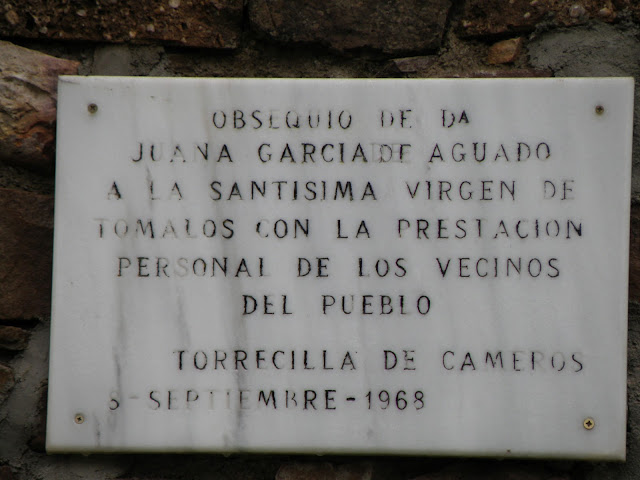 OBSEQUIO DE Dª
JUANA GARCIA DE AGUADO
A LA SANTISIMA VIRGEN DE
TOMALOS CON LA PRESTACION
PERSONAL DE LOS VECINOS
DEL PUEBLO
TORRECILLA DE CAMEROS
-SEPTIEMBRE-1968